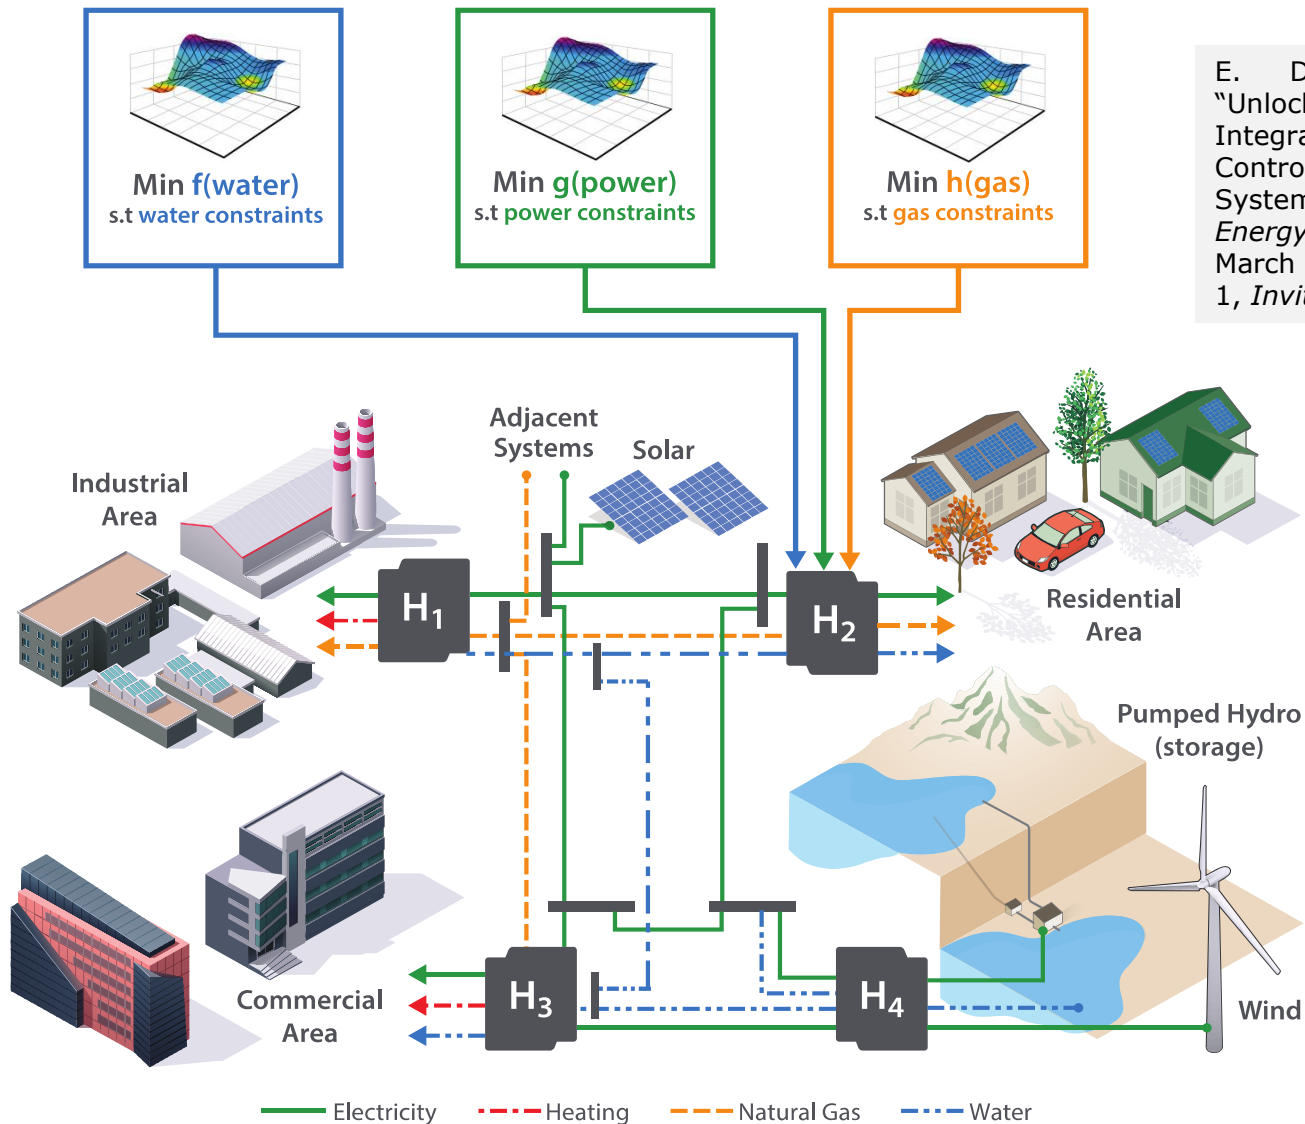 Min f(water)
s.t water constraints
Min g(power)
s.t power constraints
Min h(gas)
s.t gas constraints
E. D
"Unlock
Integra
Contro
System
Energy
March
1, Invit
Adjacent
Systems
Solar
Industrial
Area
H1
H2
Residential
Area
Pumped Hydro
(storage)
Commercial
Area
H3
H4
Wind
Electricity
Heating
Natural Gas
Water